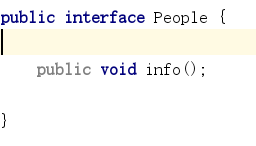 public interface People {
    public void info();
}